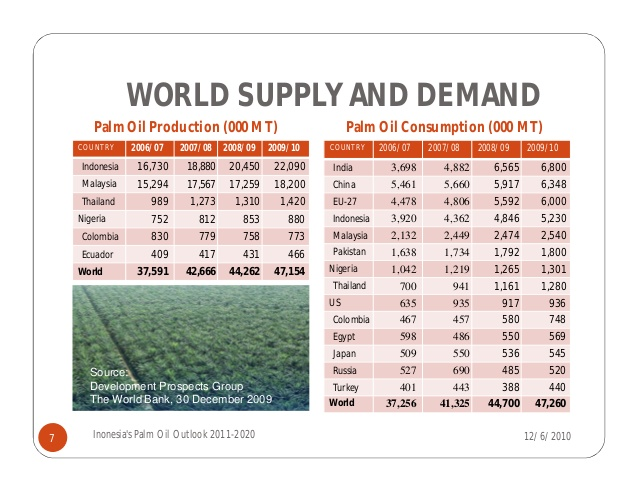 WORLD SUPPLY AND DEMAND
Palm Oil Production (000 MT)
COUNTRY 2006/07 2007/08 2008/09 2009/10
Indonesia 16,730 18,880 20,450 22,090
Malaysia 15,294 17,567 17,259 18,200
Thailand 989 1,273 1,310 1,420
Nigeria 752 812 853 880
Colombia 830 779 758 773
Ecuador 409 417 431 466
World 37,591 42,666 44,262 47,154
Palm Oil Consumption (000 MT)
COUNTRY 2006/07 2007/08 2008/09 2009/10
India 3,698 4,882 6,565 6,800
China 5,461 5,660 5,917 6,348
EU-27 4,478 4,806 5,592 6,000
Indonesia 3,920 4,362 4,846 5,230
Malaysia 2,132 2,449 2,474 2,540
Pakistan 1,638 1,734 1,792 1,800
Nigeria 1,042 1,219 1,265 1,301
Thailand 700 941 1,161 1,280
US 635 935 917 936
Colombia 467 457 580 748
Egypt 598 486 550 569
Japan 509 550 536 545
Russia 527 690 485 520
Turkey 401 443 388 440
World 37,256 41,325 44,700 47,260
Source:
Development Prospects Group
The World Bank, 30 December 2009
7
Inonesia's Palm Oil Outlook 2011-2020
12/6/2010